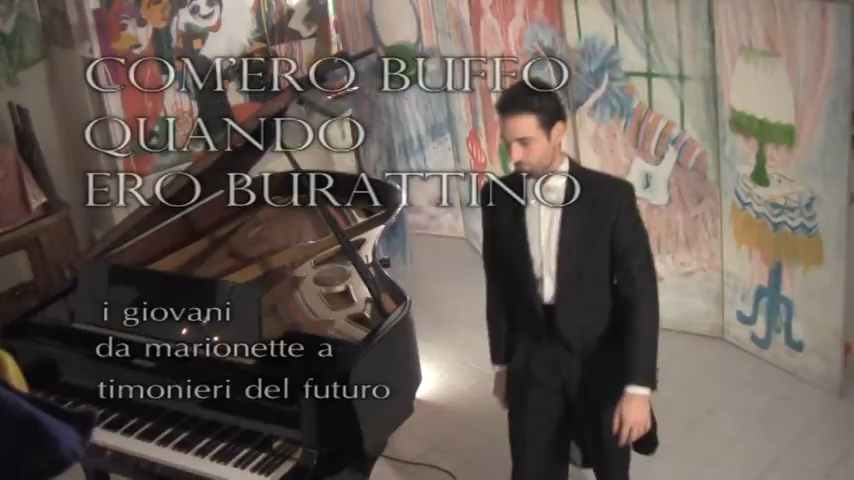 COM'ERO BUFFO
QUANDO
ERO BURATTINO
i giovani
da marionette a
timonieri del futuro